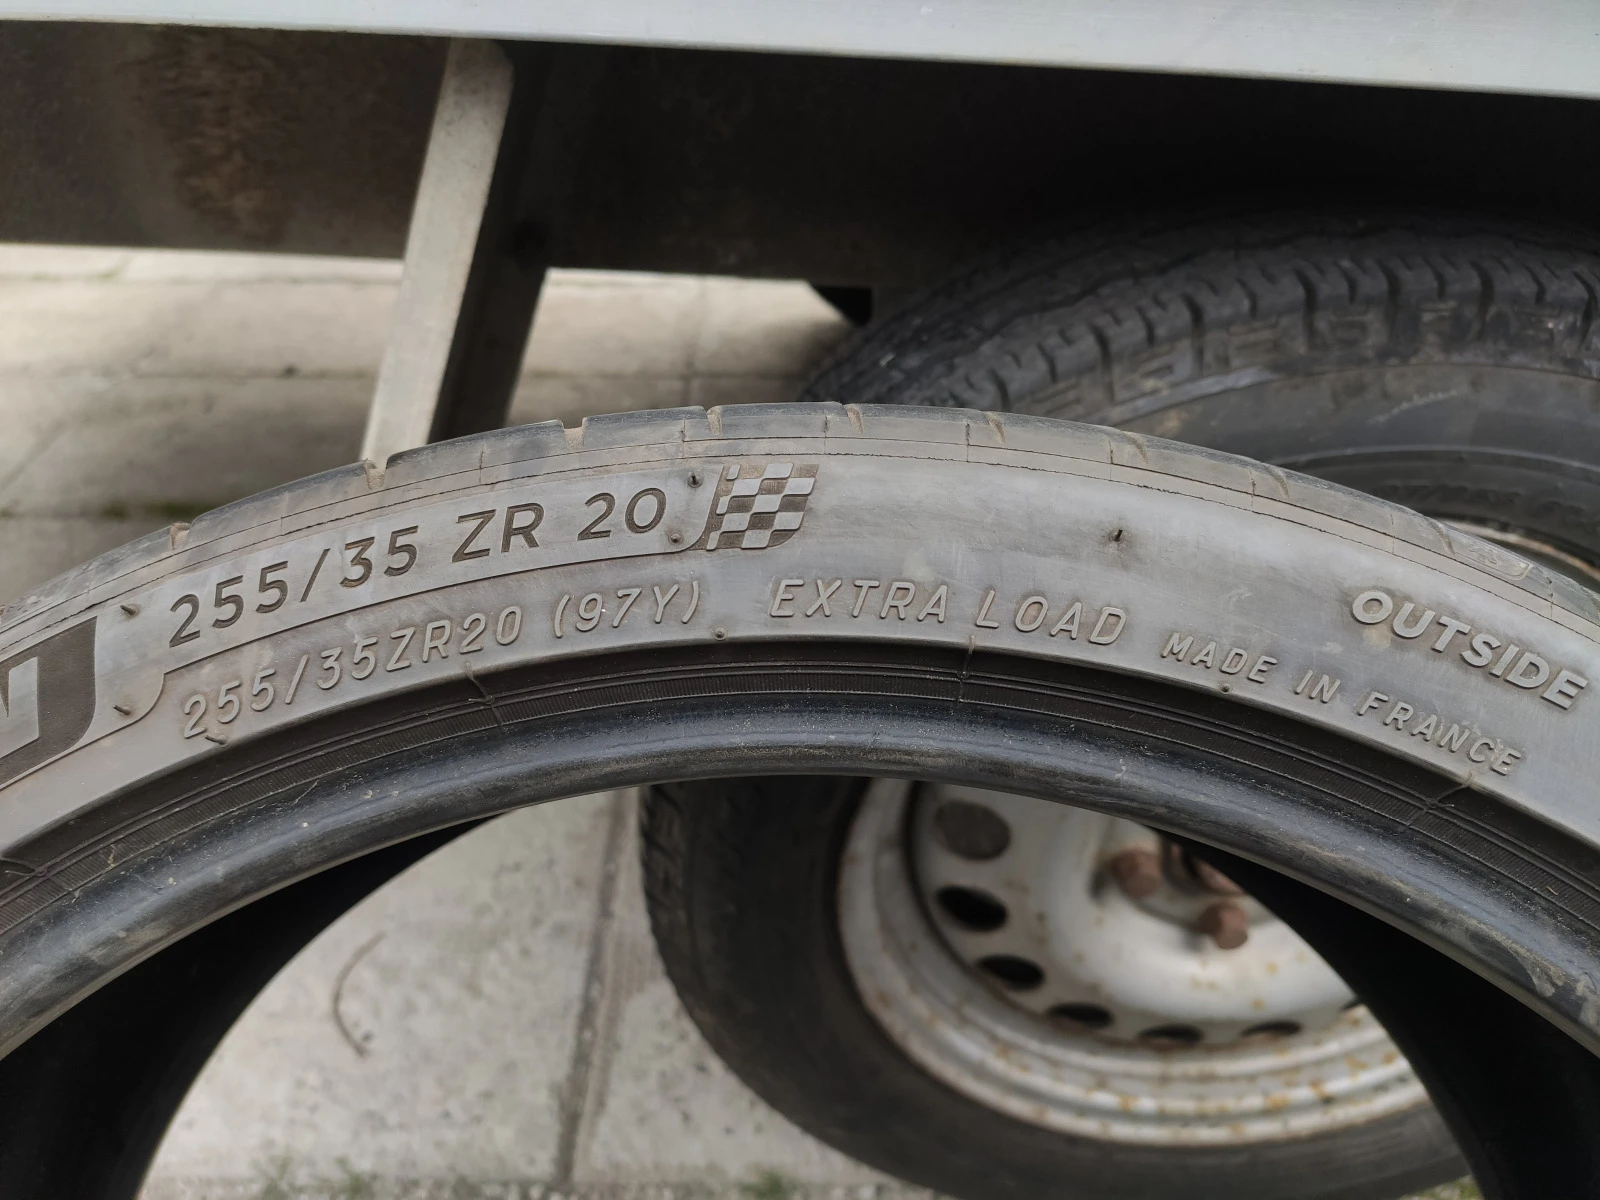 N 255/35 ZR 20
255/35ZR20 (97Y) EXTRA LOAD MADE IN FRANCE
OUTSIDE